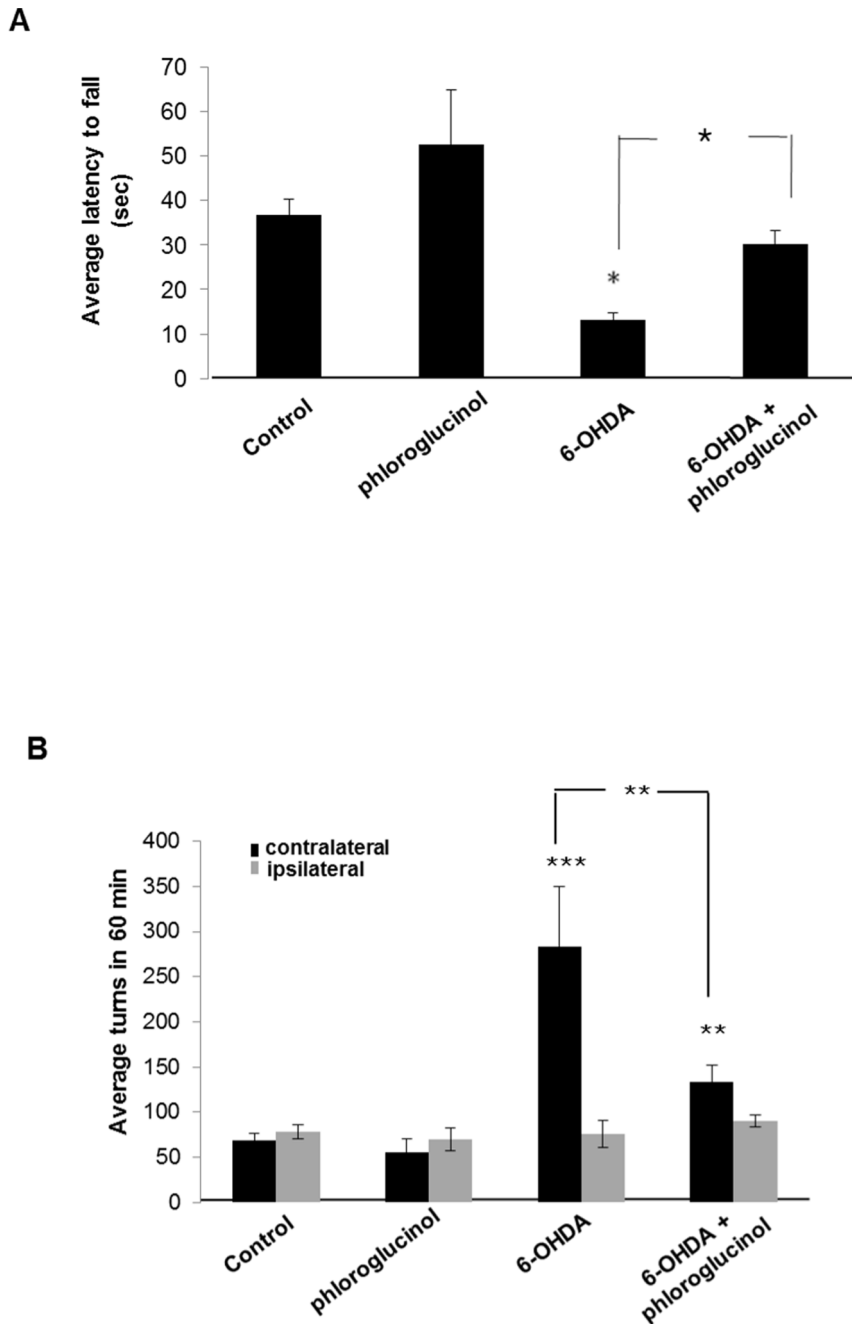 A
Average latency to fall
(sec)
70
60
50
40
30
20
10
0
*
*
Control
phloroglucinol
6-OHDA
6-OHDA +
phloroglucinol
B
Average turns in 60 min
400
350
300
250
200
150
100
50
0
contralateral
ipsilateral
**
***
**
Control
phloroglucinol
6-OHDA
6-OHDA +
phloroglucinol